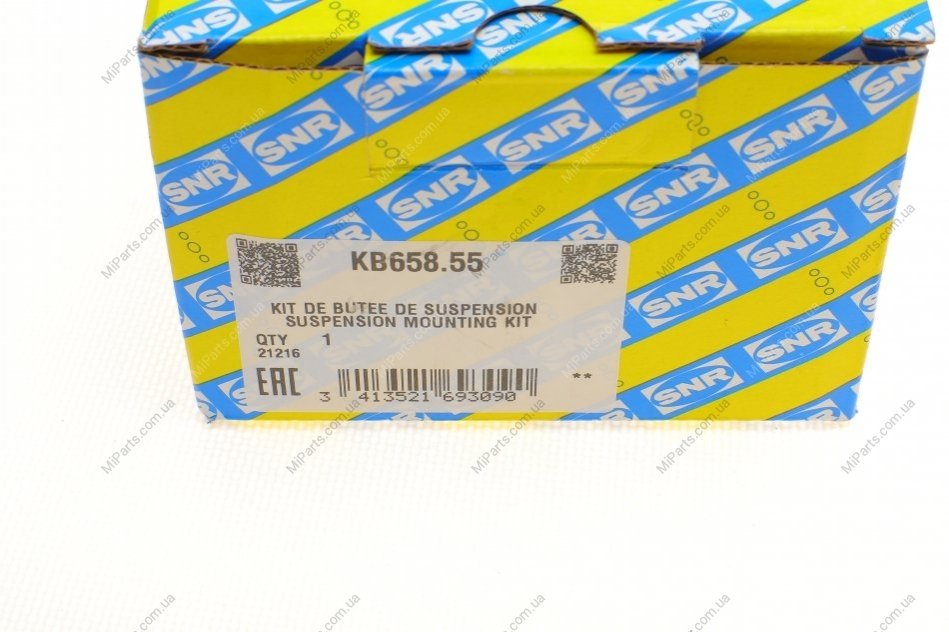 SNR
KB658.55
KIT DE BUTEE DE SUSPENSION
SUSPENSION MOUNTING KIT
QTY 1
21216
EAC
3 413521 693090
**
MiParts.com.ua